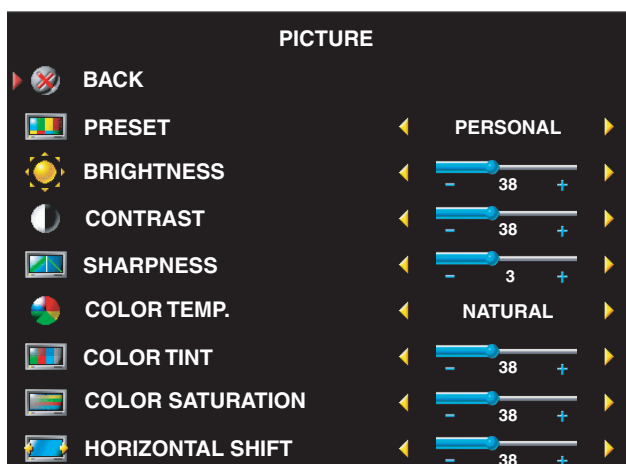 PICTURE
BACK
PRESET PERSONAL
BRIGHTNESS - 38 +
CONTRAST - 38 +
SHARPNESS - 3 +
COLOR TEMP. NATURAL
COLOR TINT - 38 +
COLOR SATURATION - 38 +
HORIZONTAL SHIFT - 38 +